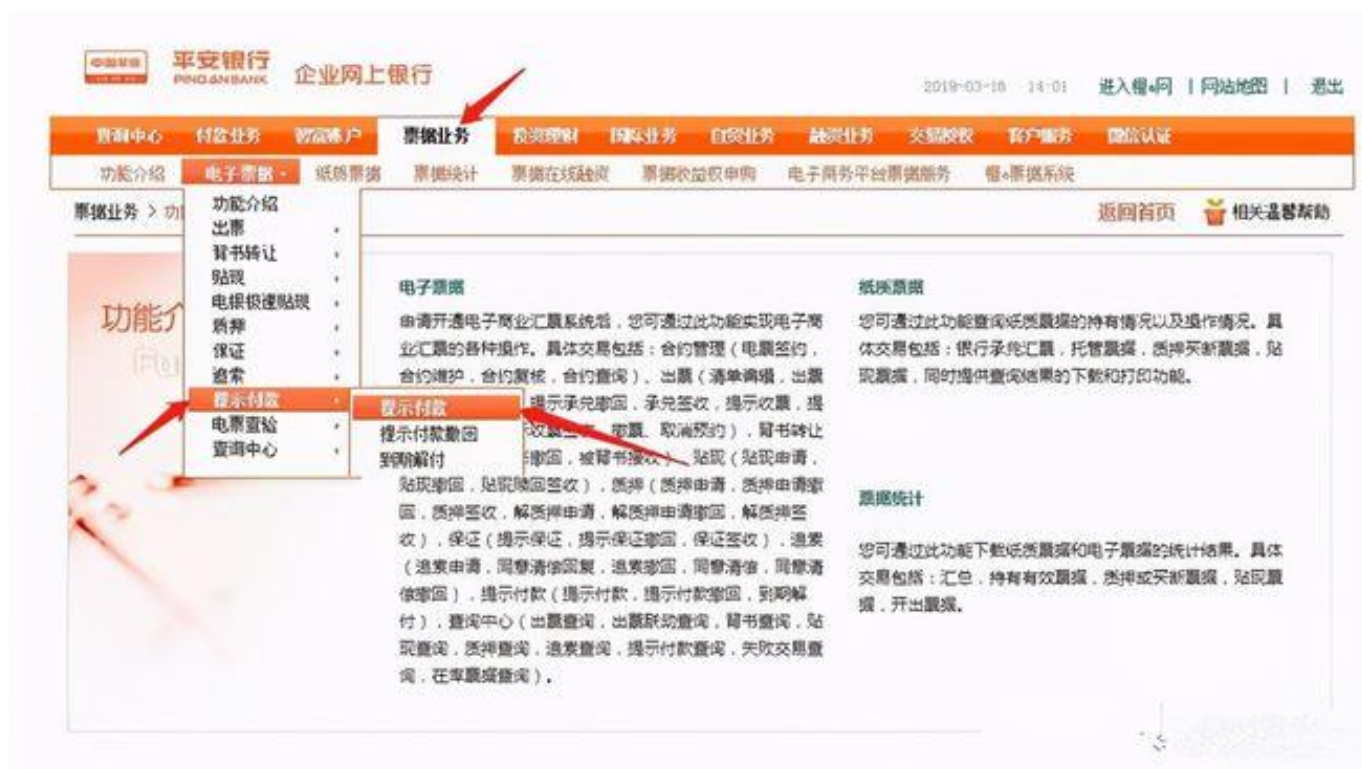 中国平安 平安银行 企业网上银行
PINGANBANK
2019-03-18 14:01 进入橙e网 | 网站地图 | 退出
查询中心 付款业务 票据业务 投资理财 国际业务 自贸业务 融资业务 交易授权 客户服务 微信认证
功能介绍 电子票据 纸质票据 票据统计 票据在线融资 票据收益权申购 电子商务平台票据服务 橙e票据系统
票据业务 > 功
返回首页 相关温馨帮助
功能介绍
出票
背书转让
贴现
电银极速贴现
质押
保证
追索
提示付款
电票查验
查询中心
提示付款
提示付款撤回
到期解付
功能介
电子票据
申请开通电子商业汇票系统后，您可通过此功能实现电子商
业汇票的各种操作。具体交易包括：合约管理（电票签约，
合约维护，合约复核，合约查询）、出票（清单编辑，出票
提示承兑撤回，承兑签收，提示收票，提
撤票、取消预约），背书转让
撤回，被背书接收），贴现（贴现申请，
贴现撤回，贴现赎回签收），质押（质押申请，质押申请撤
回，质押签收，解质押申请，解质押申请撤回，解质押签
收），保证（提示保证，提示保证撤回，保证签收），追索
（追索申请，同意清偿回复，追索撤回，同意清偿，同意清
偿撤回），提示付款（提示付款，提示付款撤回，到期解
付），查询中心（出票查询，出票联动查询，背书查询，贴
现查询，质押查询，追索查询，提示付款查询，失败交易查
询，在库票据查询）。
纸质票据
您可通过此功能查询纸质票据的持有情况以及操作情况。具
体交易包括：银行承兑汇票，托管票据，质押买断票据，贴
现票据，同时提供查询结果的下载和打印功能。
票据统计
您可通过此功能下载纸质票据和电子票据的统计结果。具体
交易包括：汇总，持有有效票据，质押或买断票据，贴现票
据，开出票据。